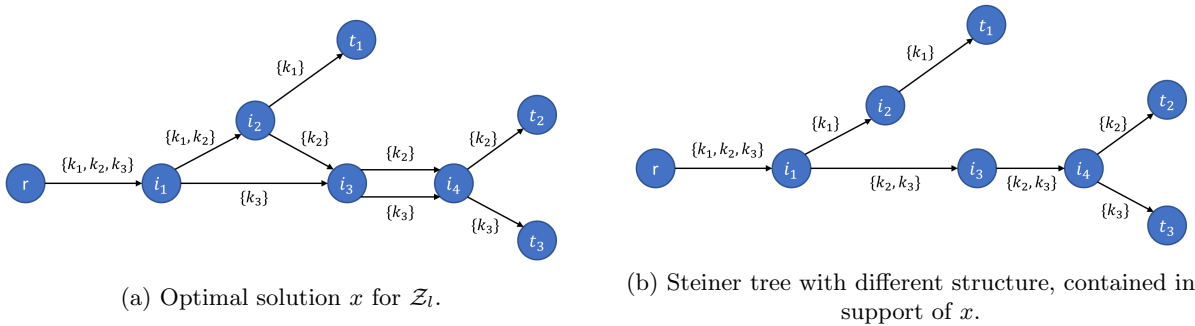 t₁
{k₁}
i₂
{k₁, k₂}
{k₂}
{k₂}
{k₂}
t₂
{k₁, k₂, k₃}
r
i₁
i₃
i₄
{k₃}
{k₃}
{k₃}
t₃
(a) Optimal solution x for 𝒵ₗ.
t₁
{k₁}
i₂
{k₁}
t₂
{k₂}
{k₁, k₂, k₃}
r
i₁
i₃
i₄
{k₂, k₃}
{k₂, k₃}
{k₃}
t₃
(b) Steiner tree with different structure, contained in
support of x.